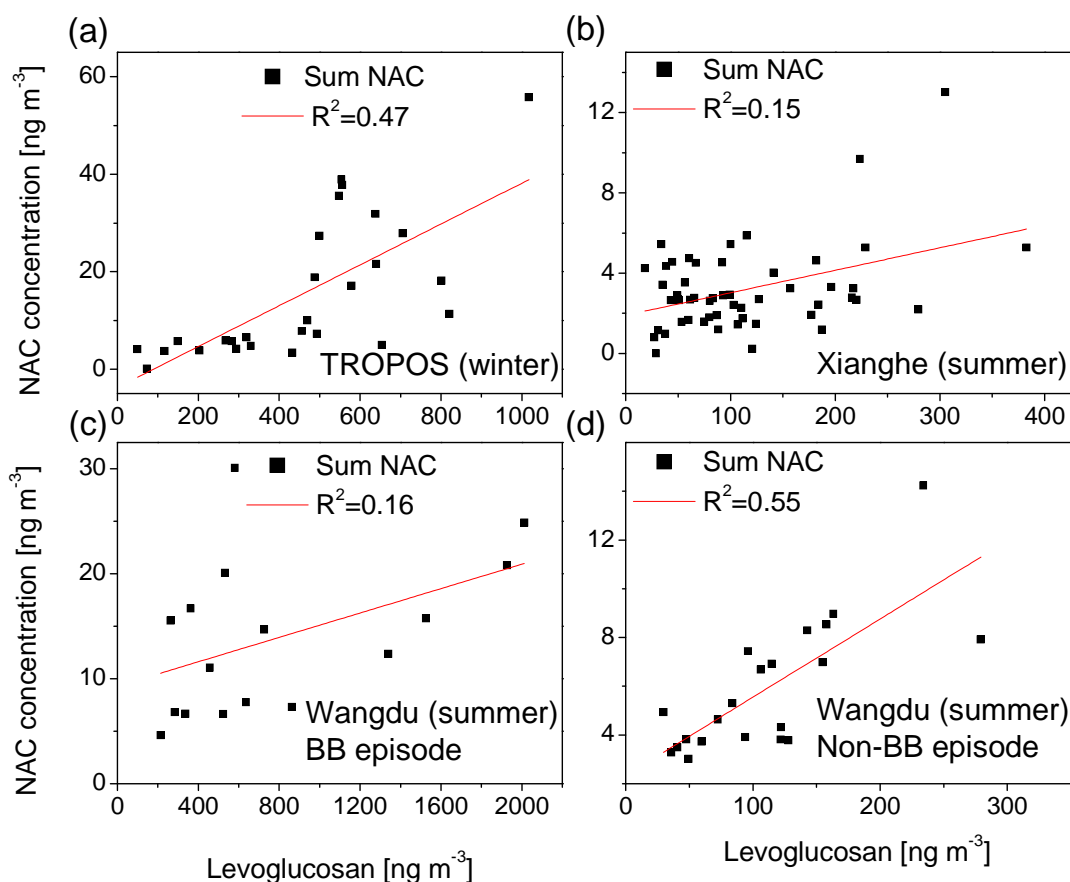 (a)
NAC concentration [ng m⁻³]
60
40
20
0
Sum NAC
R²=0.47
TROPOS (winter)
0 200 400 600 800 1000
(b)
12
8
4
0
Sum NAC
R²=0.15
Xianghe (summer)
0 100 200 300 400
(c)
NAC concentration [ng m⁻³]
30
20
10
0
Sum NAC
R²=0.16
Wangdu (summer)
BB episode
0 400 800 1200 1600 2000
Levoglucosan [ng m⁻³]
(d)
12
8
4
Sum NAC
R²=0.55
Wangdu (summer)
Non-BB episode
0 100 200 300
Levoglucosan [ng m⁻³]